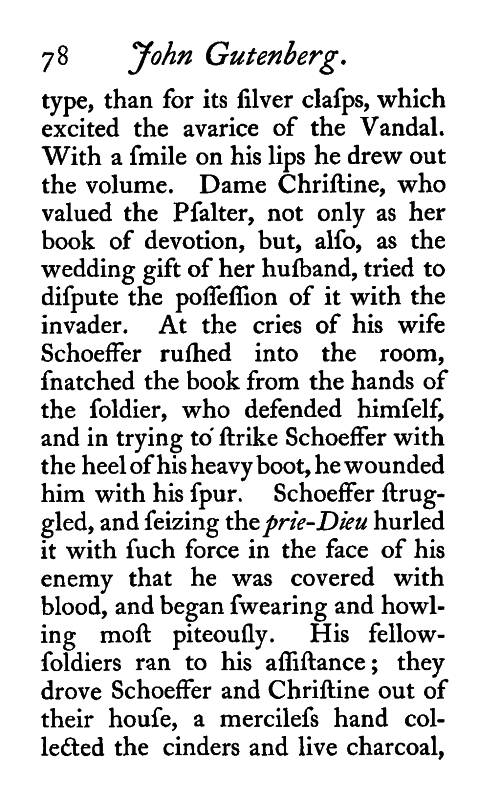 78 John Gutenberg.
type, than for its ſilver claſps, which
excited the avarice of the Vandal.
With a ſmile on his lips he drew out
the volume. Dame Chriſtine, who
valued the Pſalter, not only as her
book of devotion, but, alſo, as the
wedding gift of her huſband, tried to
diſpute the poſſeſſion of it with the
invader. At the cries of his wife
Schoeffer ruſhed into the room,
ſnatched the book from the hands of
the ſoldier, who defended himſelf,
and in trying to ſtrike Schoeffer with
the heel of his heavy boot, he wounded
him with his ſpur. Schoeffer ſtrug-
gled, and ſeizing the prie-Dieu hurled
it with ſuch force in the face of his
enemy that he was covered with
blood, and began ſwearing and howl-
ing moſt piteouſly. His fellow-
ſoldiers ran to his aſſiſtance; they
drove Schoeffer and Chriſtine out of
their houſe, a mercileſs hand col-
lected the cinders and live charcoal,